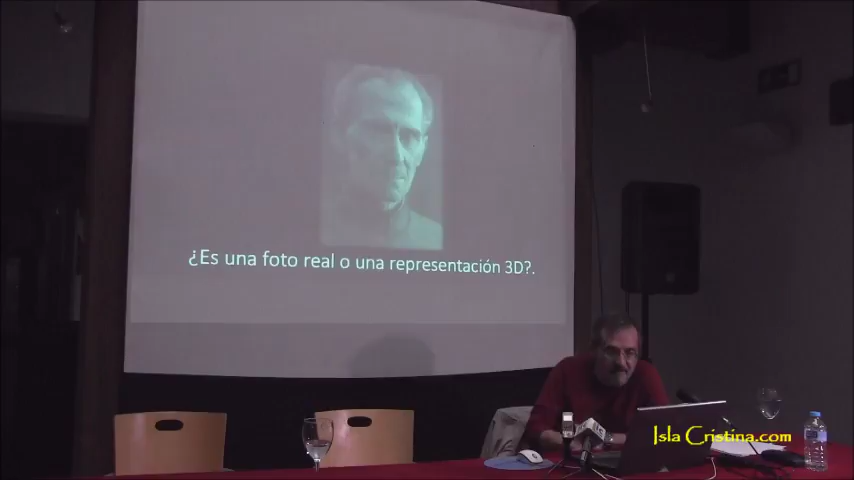 ¿Es una foto real o una representación 3D?.
Isla Cristina.com